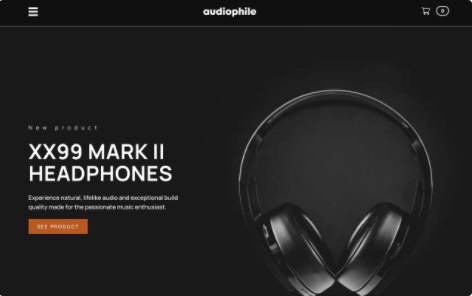 audiophile
0
New product
XX99 MARK II
HEADPHONES
Experience natural, lifelike audio and exceptional build
quality made for the passionate music enthusiast.
SEE PRODUCT